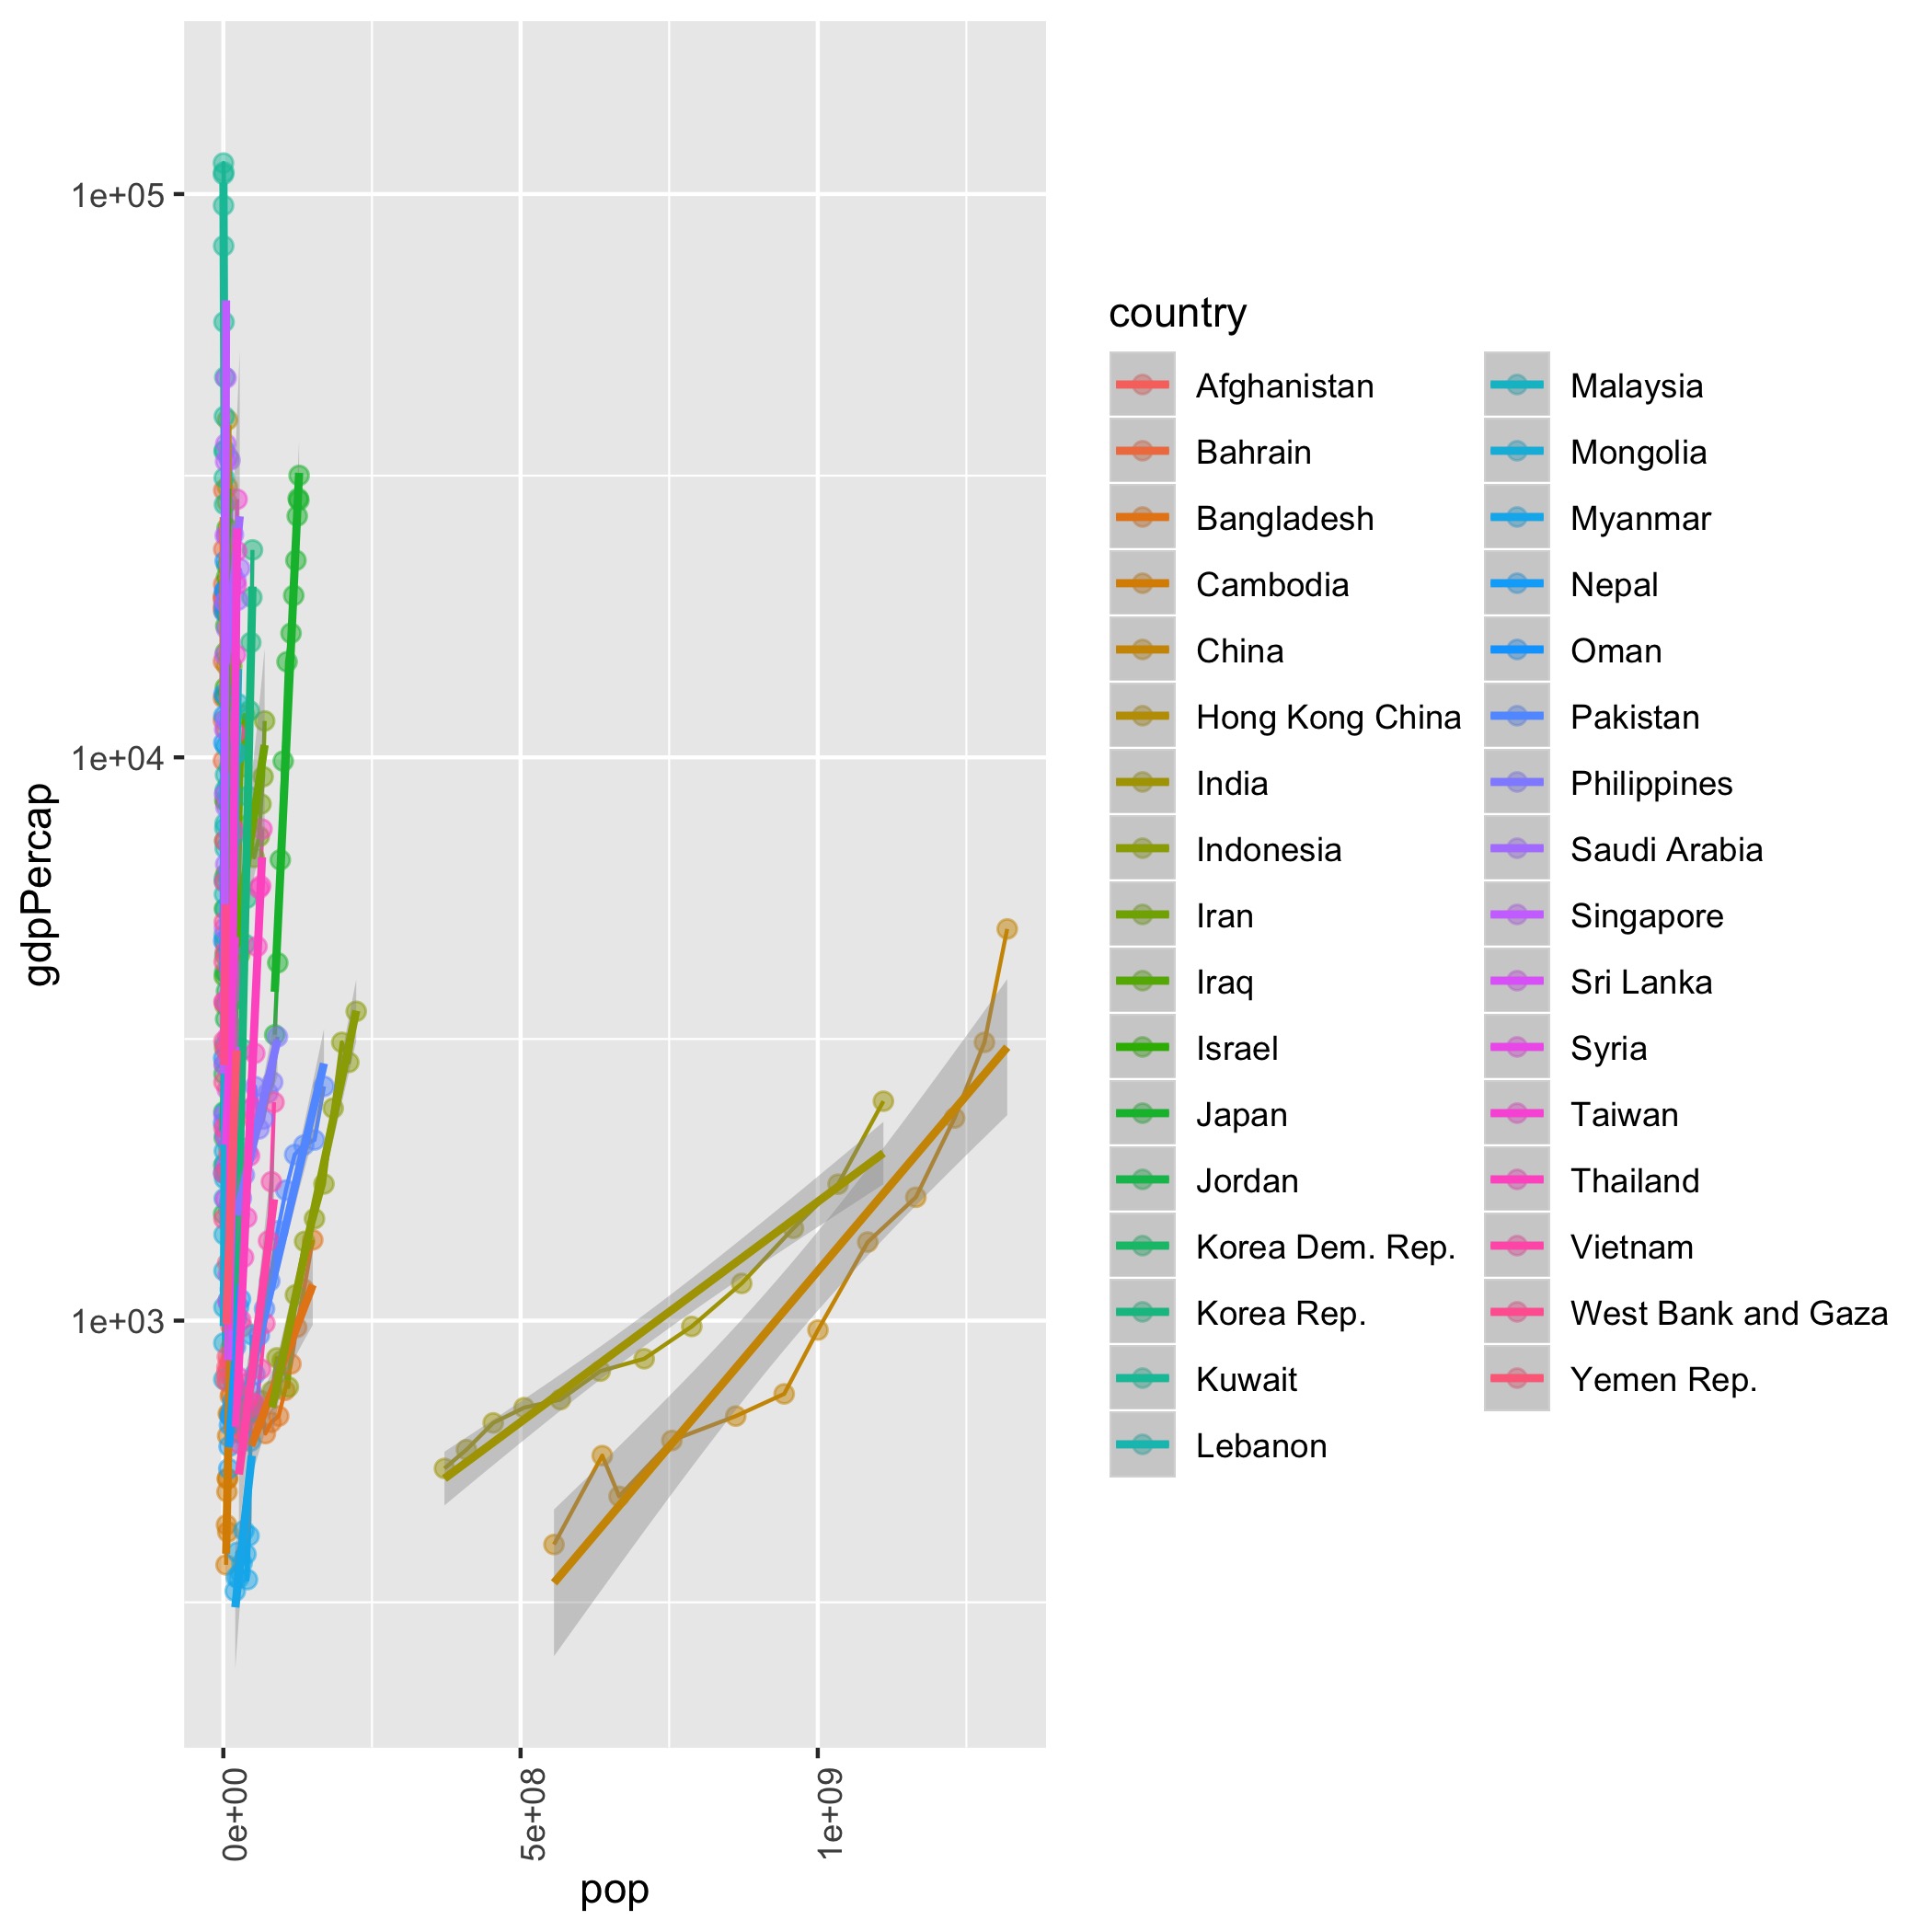 1e+05
1e+04
1e+03
gdpPercap
0e+00
5e+08
1e+09
pop
country
Afghanistan
Bahrain
Bangladesh
Cambodia
China
Hong Kong China
India
Indonesia
Iran
Iraq
Israel
Japan
Jordan
Korea Dem. Rep.
Korea Rep.
Kuwait
Lebanon
Malaysia
Mongolia
Myanmar
Nepal
Oman
Pakistan
Philippines
Saudi Arabia
Singapore
Sri Lanka
Syria
Taiwan
Thailand
Vietnam
West Bank and Gaza
Yemen Rep.